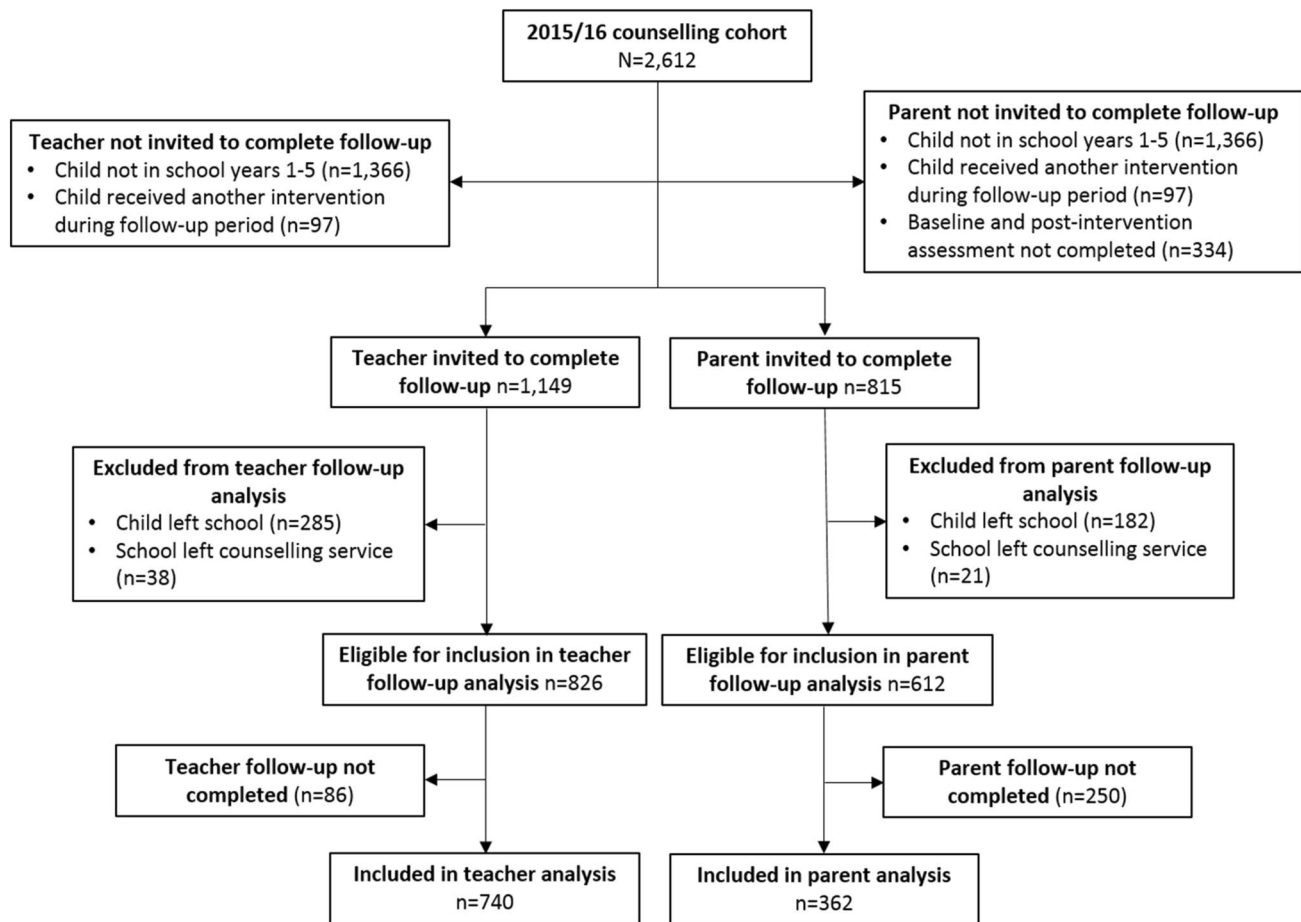 2015/16 counselling cohort
N=2,612
Teacher not invited to complete follow-up
• Child not in school years 1-5 (n=1,366)
• Child received another intervention
during follow-up period (n=97)
Parent not invited to complete follow-up
• Child not in school years 1-5 (n=1,366)
• Child received another intervention
during follow-up period (n=97)
• Baseline and post-intervention
assessment not completed (n=334)
Teacher invited to complete
follow-up n=1,149
Parent invited to complete
follow-up n=815
Excluded from teacher follow-up
analysis
• Child left school (n=285)
• School left counselling service
(n=38)
Excluded from parent follow-up
analysis
• Child left school (n=182)
• School left counselling service
(n=21)
Eligible for inclusion in teacher
follow-up analysis n=826
Eligible for inclusion in parent
follow-up analysis n=612
Teacher follow-up not
completed (n=86)
Parent follow-up not
completed (n=250)
Included in teacher analysis
n=740
Included in parent analysis
n=362